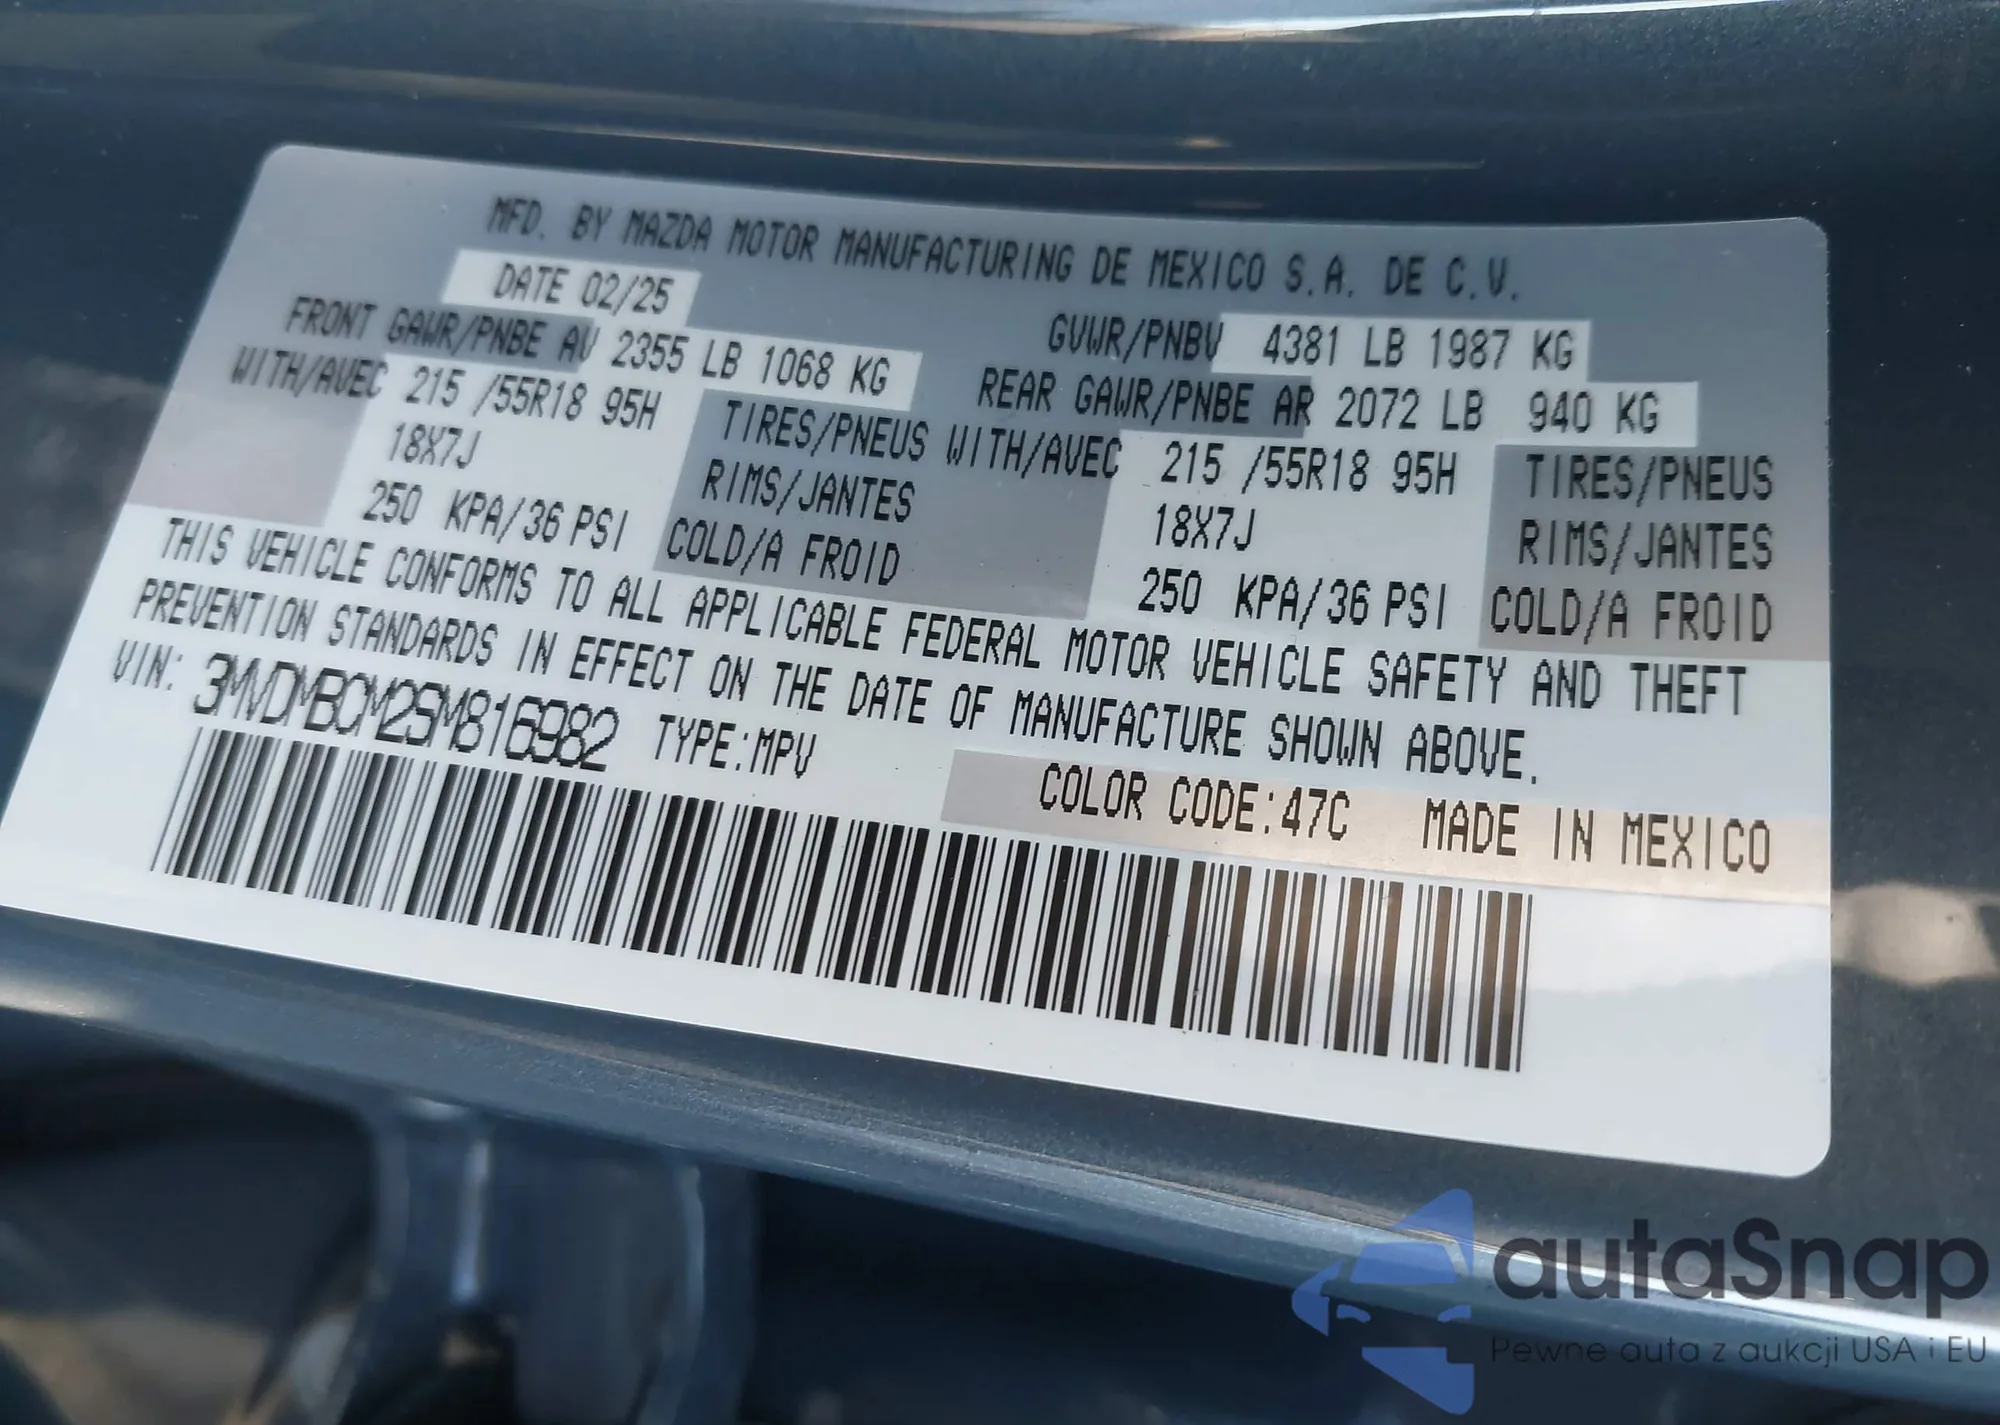 MFD. BY MAZDA MOTOR MANUFACTURING DE MEXICO S.A. DE C.V.
DATE 02/25 GVWR/PNBV 4381 LB 1987 KG
FRONT GAWR/PNBE AV 2355 LB 1068 KG REAR GAWR/PNBE AR 2072 LB 940 KG
WITH/AVEC 215 /55R18 95H TIRES/PNEUS WITH/AVEC 215 /55R18 95H TIRES/PNEUS
18X7J RIMS/JANTES 18X7J RIMS/JANTES
250 KPA/36 PSI COLD/A FROID 250 KPA/36 PSI COLD/A FROID
THIS VEHICLE CONFORMS TO ALL APPLICABLE FEDERAL MOTOR VEHICLE SAFETY AND THEFT
PREVENTION STANDARDS IN EFFECT ON THE DATE OF MANUFACTURE SHOWN ABOVE.
VIN: 3MVDMBCM2SM816982 TYPE:MPV
COLOR CODE:47C MADE IN MEXICO
autaSnap
Pewne auta z aukcji USA i EU